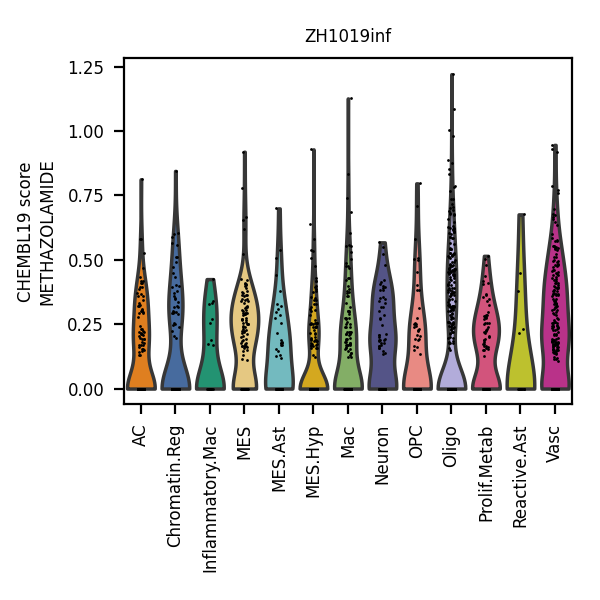 ZH1019inf
CHEMBL19 score
METHAZOLAMIDE
1.25
1.00
0.75
0.50
0.25
0.00
AC
Chromatin.Reg
Inflammatory.Mac
MES
MES.Ast
MES.Hyp
Mac
Neuron
OPC
Oligo
Prolif.Metab
Reactive.Ast
Vasc